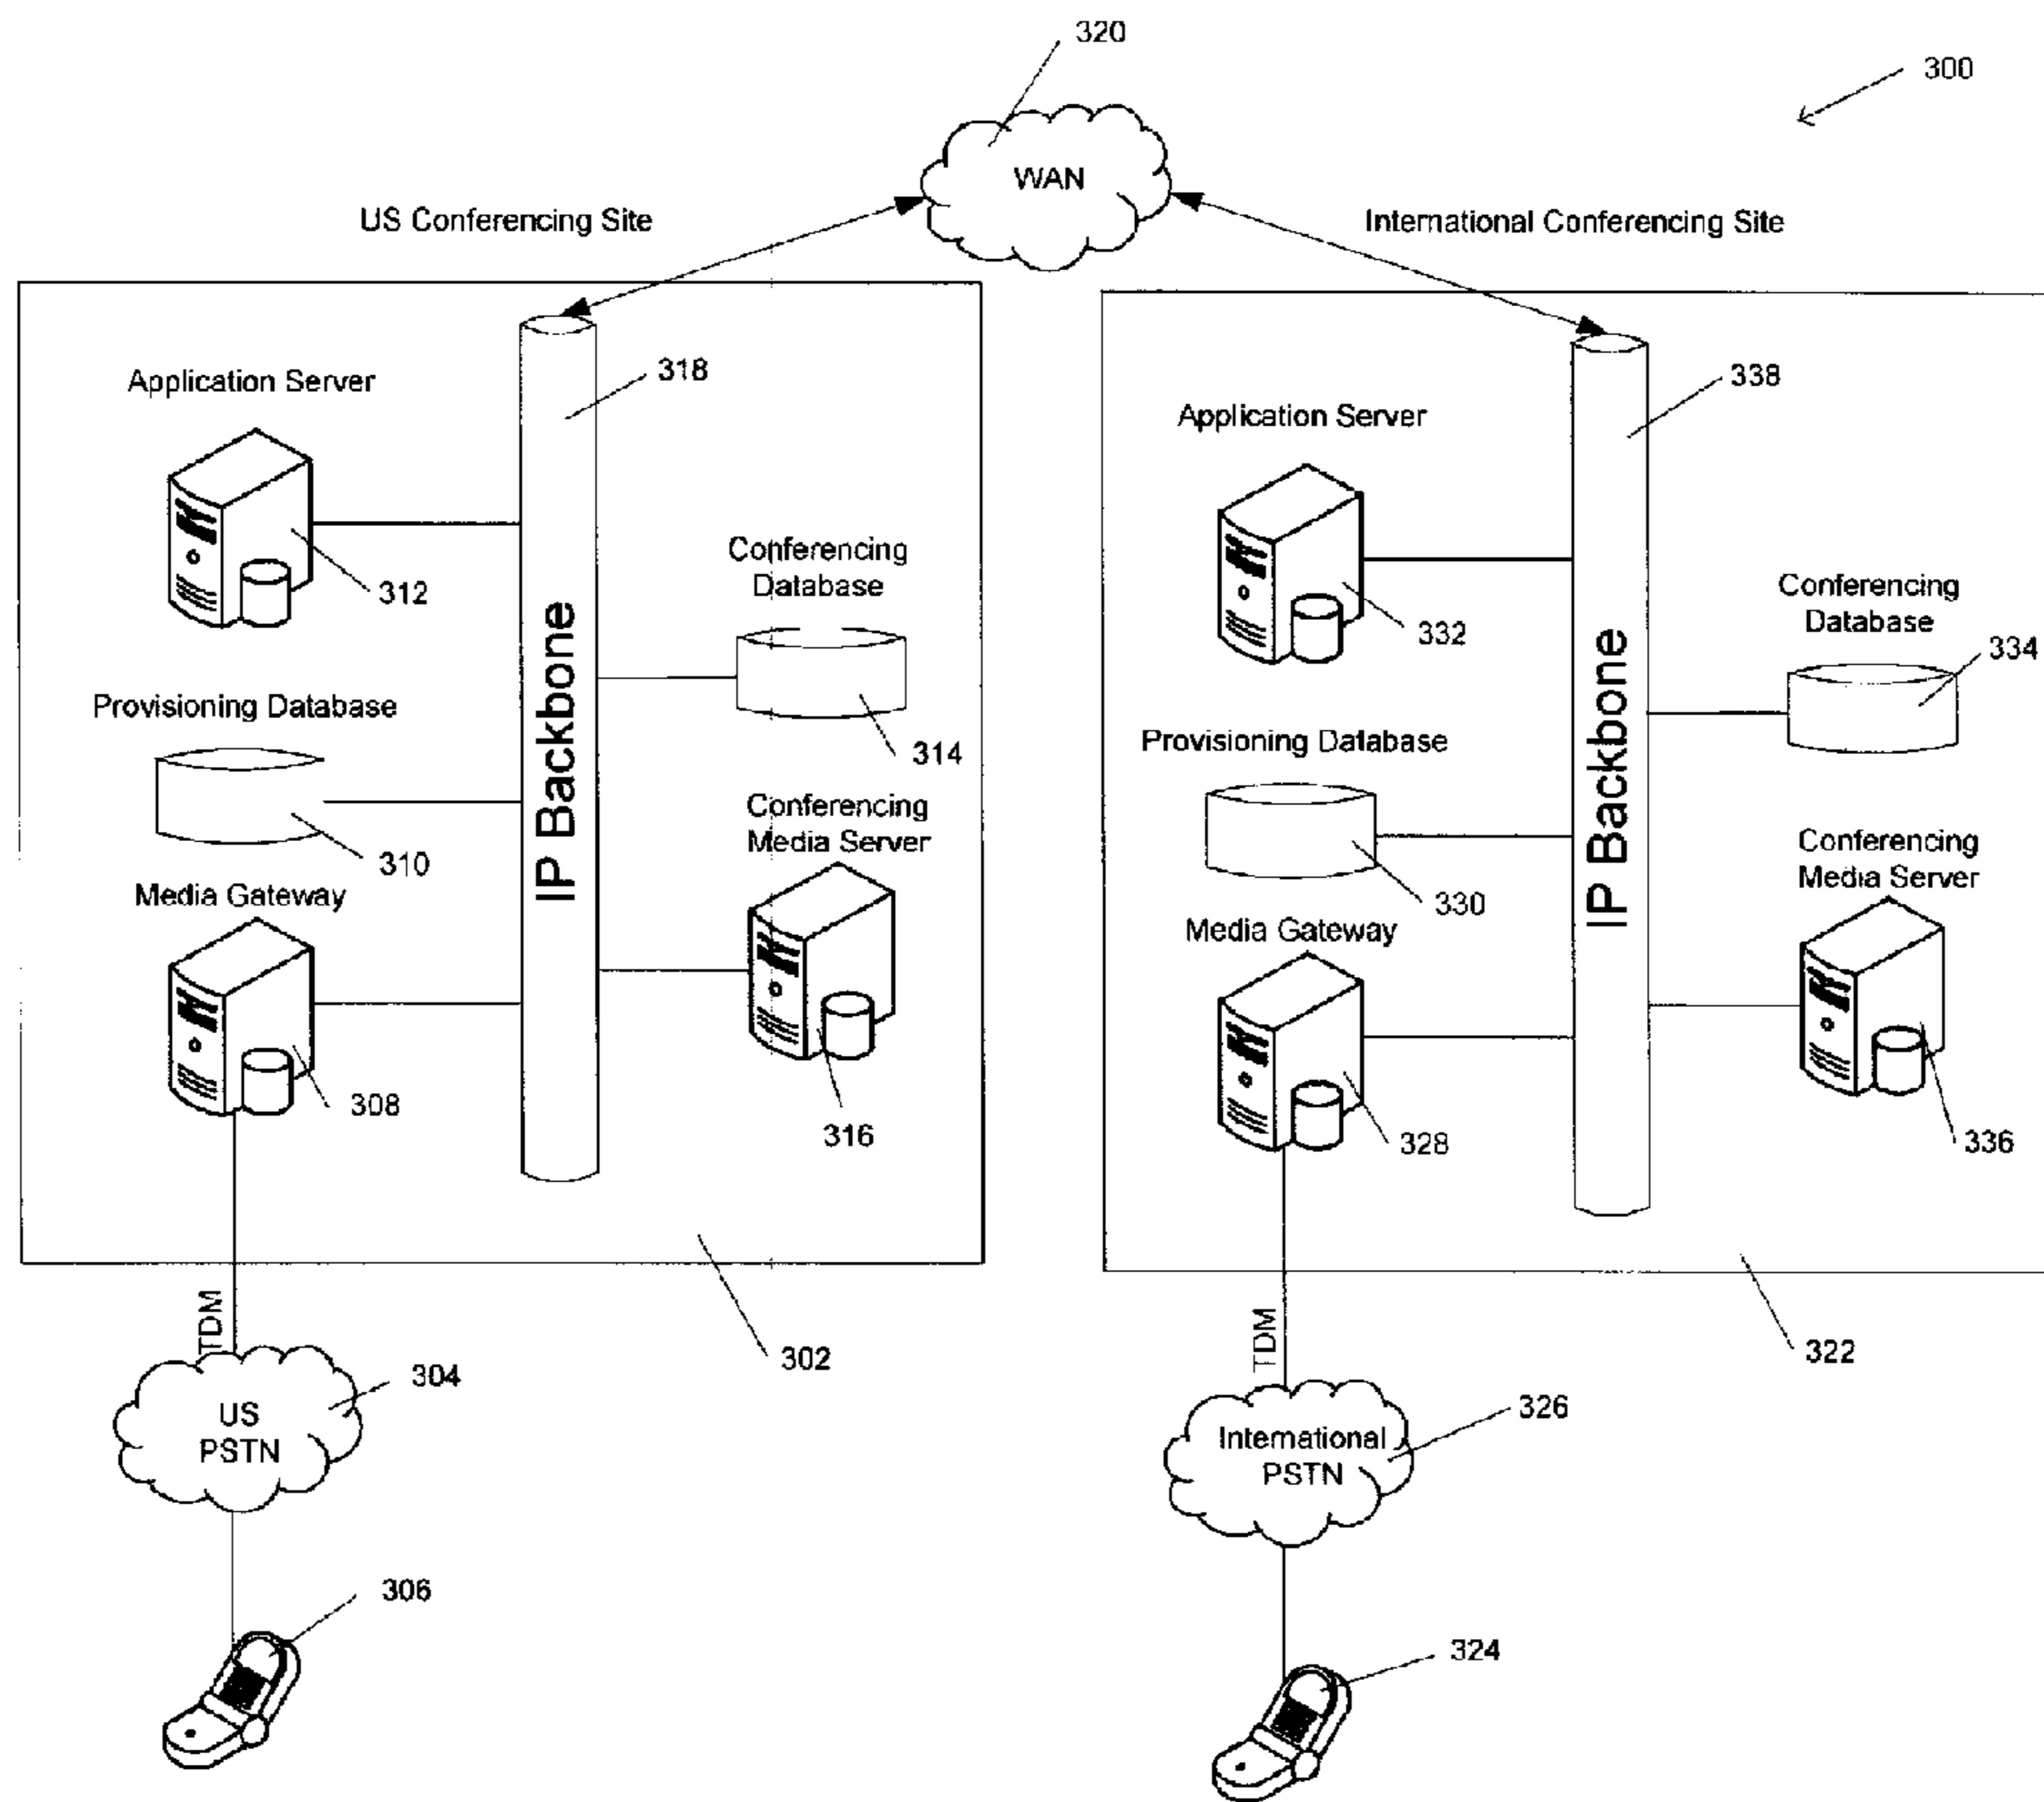 320
300
WAN
US Conferencing Site
International Conferencing Site
318
Application Server
312
Conferencing
Database
314
Provisioning Database
310
IP Backbone
Conferencing
Media Server
316
Media Gateway
308
302
TDM
US
PSTN
304
306
338
Application Server
332
Conferencing
Database
334
Provisioning Database
330
IP Backbone
Conferencing
Media Server
336
Media Gateway
328
322
TDM
International
PSTN
326
324